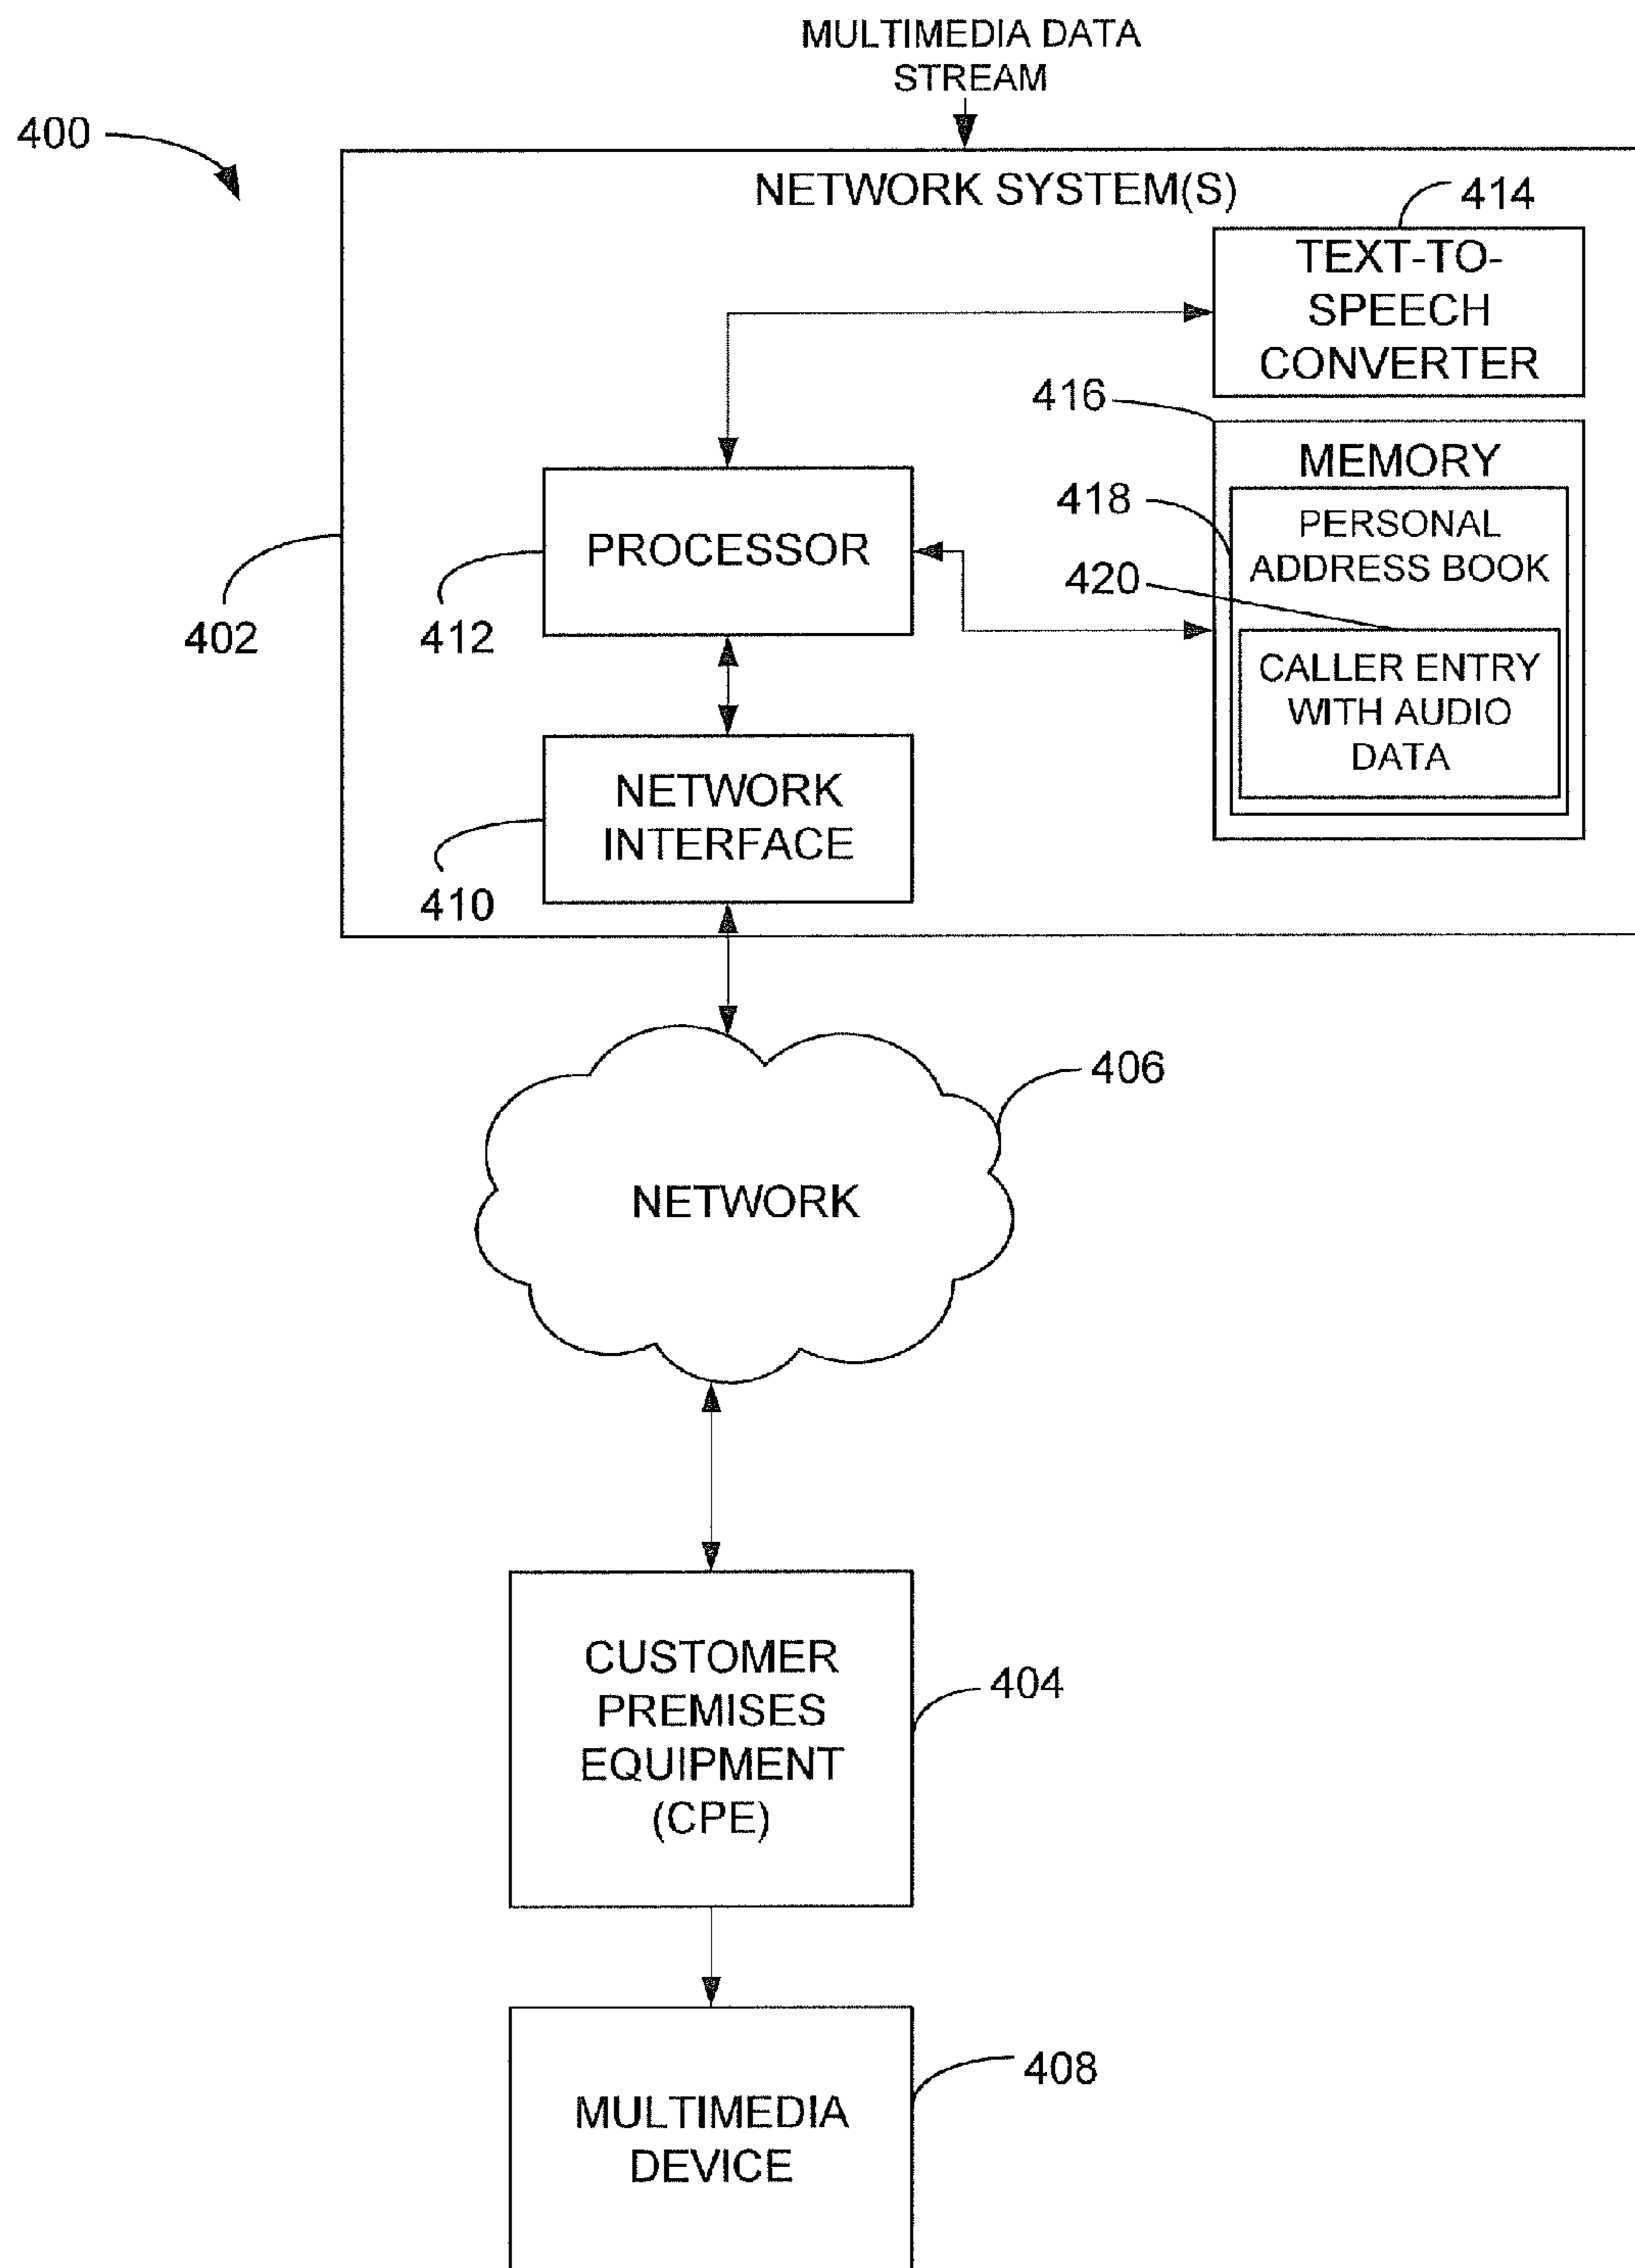 MULTIMEDIA DATA
STREAM
400
NETWORK SYSTEM(S)
414
TEXT-TO-
SPEECH
CONVERTER
416
MEMORY
418
PERSONAL
ADDRESS BOOK
420
CALLER ENTRY
WITH AUDIO
DATA
PROCESSOR
402
412
NETWORK
INTERFACE
410
406
NETWORK
CUSTOMER
PREMISES
EQUIPMENT
(CPE)
404
408
MULTIMEDIA
DEVICE